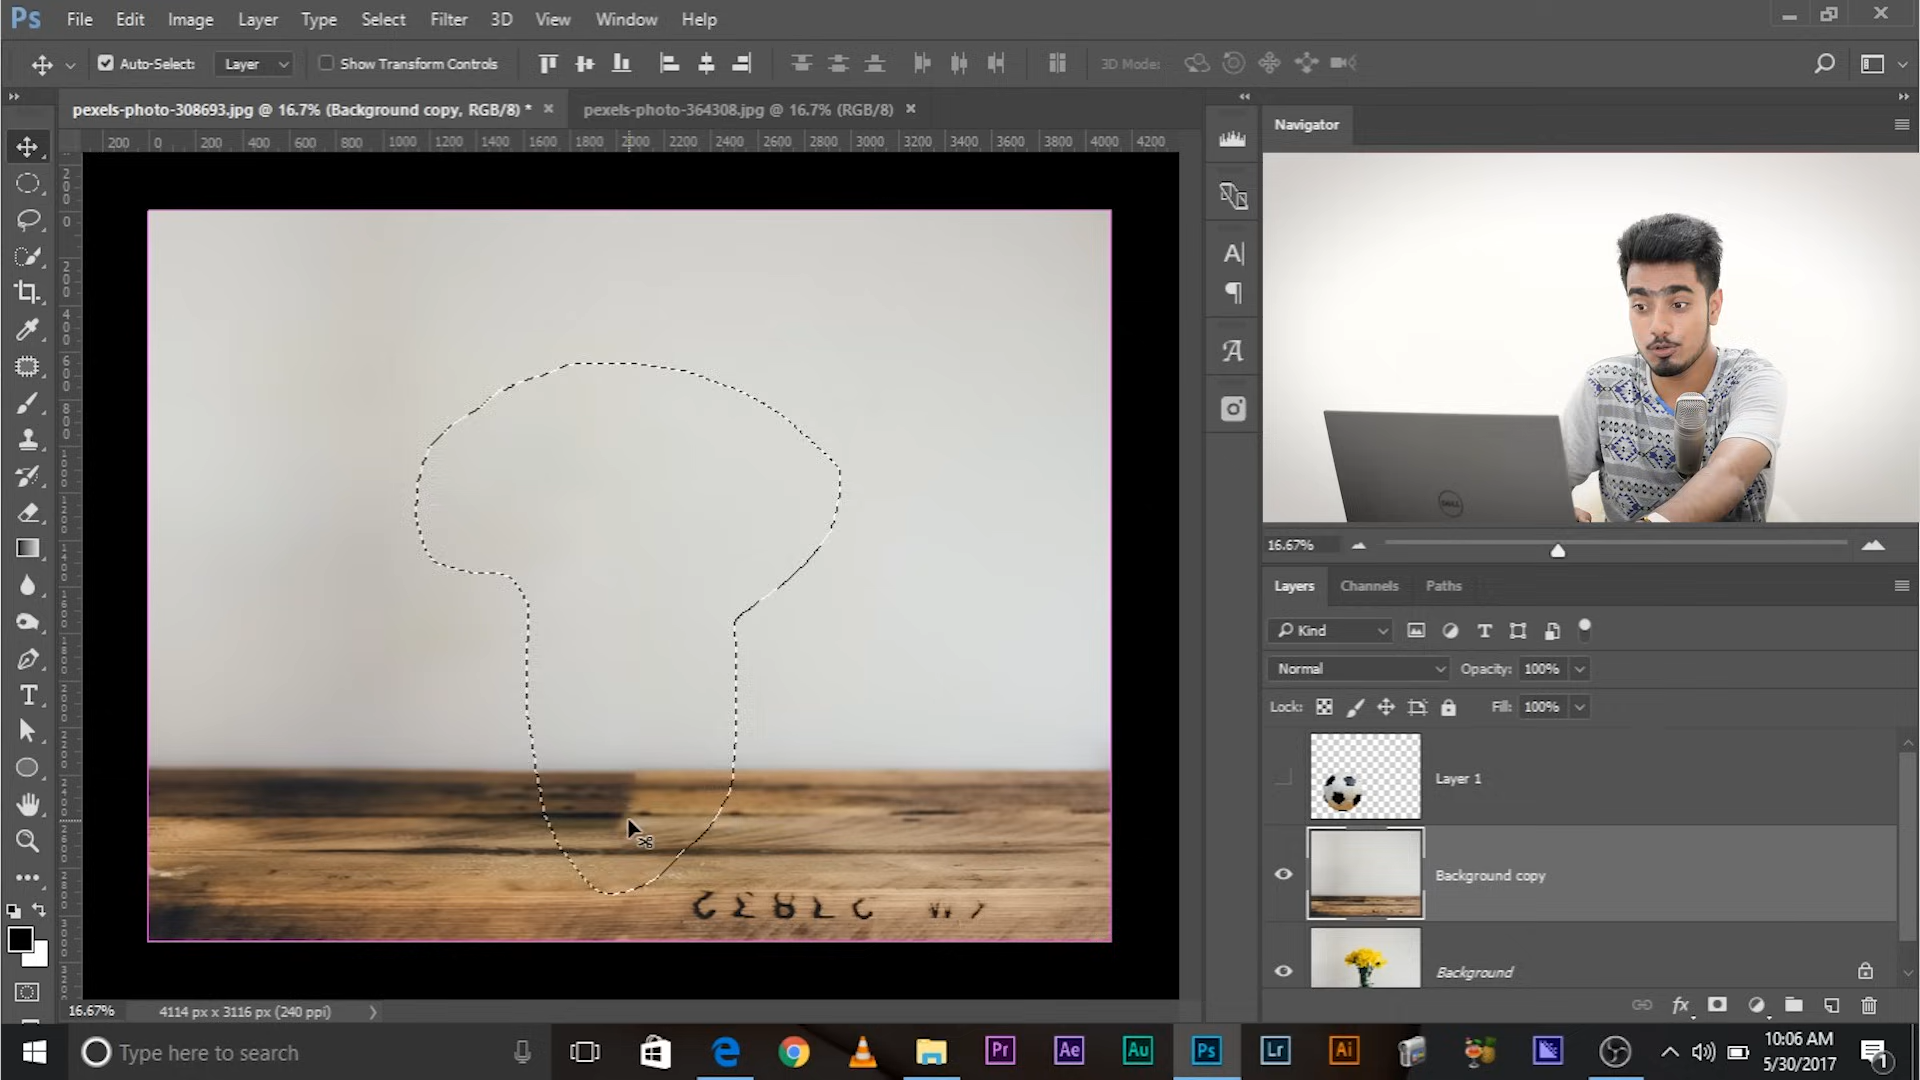 Ps File Edit Image Layer Type Select Filter 3D View Window Help
Auto-Select: Layer Show Transform Controls 3D Mode:
pexels-photo-308693.jpg @ 16.7% (Background copy, RGB/8) * pexels-photo-364308.jpg @ 16.7% (RGB/8)
200 0 200 400 600 800 1000 1200 1400 1600 1800 2000 2200 2400 2600 2800 3000 3200 3400 3600 3800 4000 4200
Navigator
DELL
16.67%
Layers Channels Paths
Kind
Normal Opacity: 100%
Lock: Fill: 100%
Layer 1
Background copy
Background
16.67% 4114 px x 3116 px (240 ppi)
Type here to search Pr Ae Au Ps Lr Ai 10:06 AM
5/30/2017 1